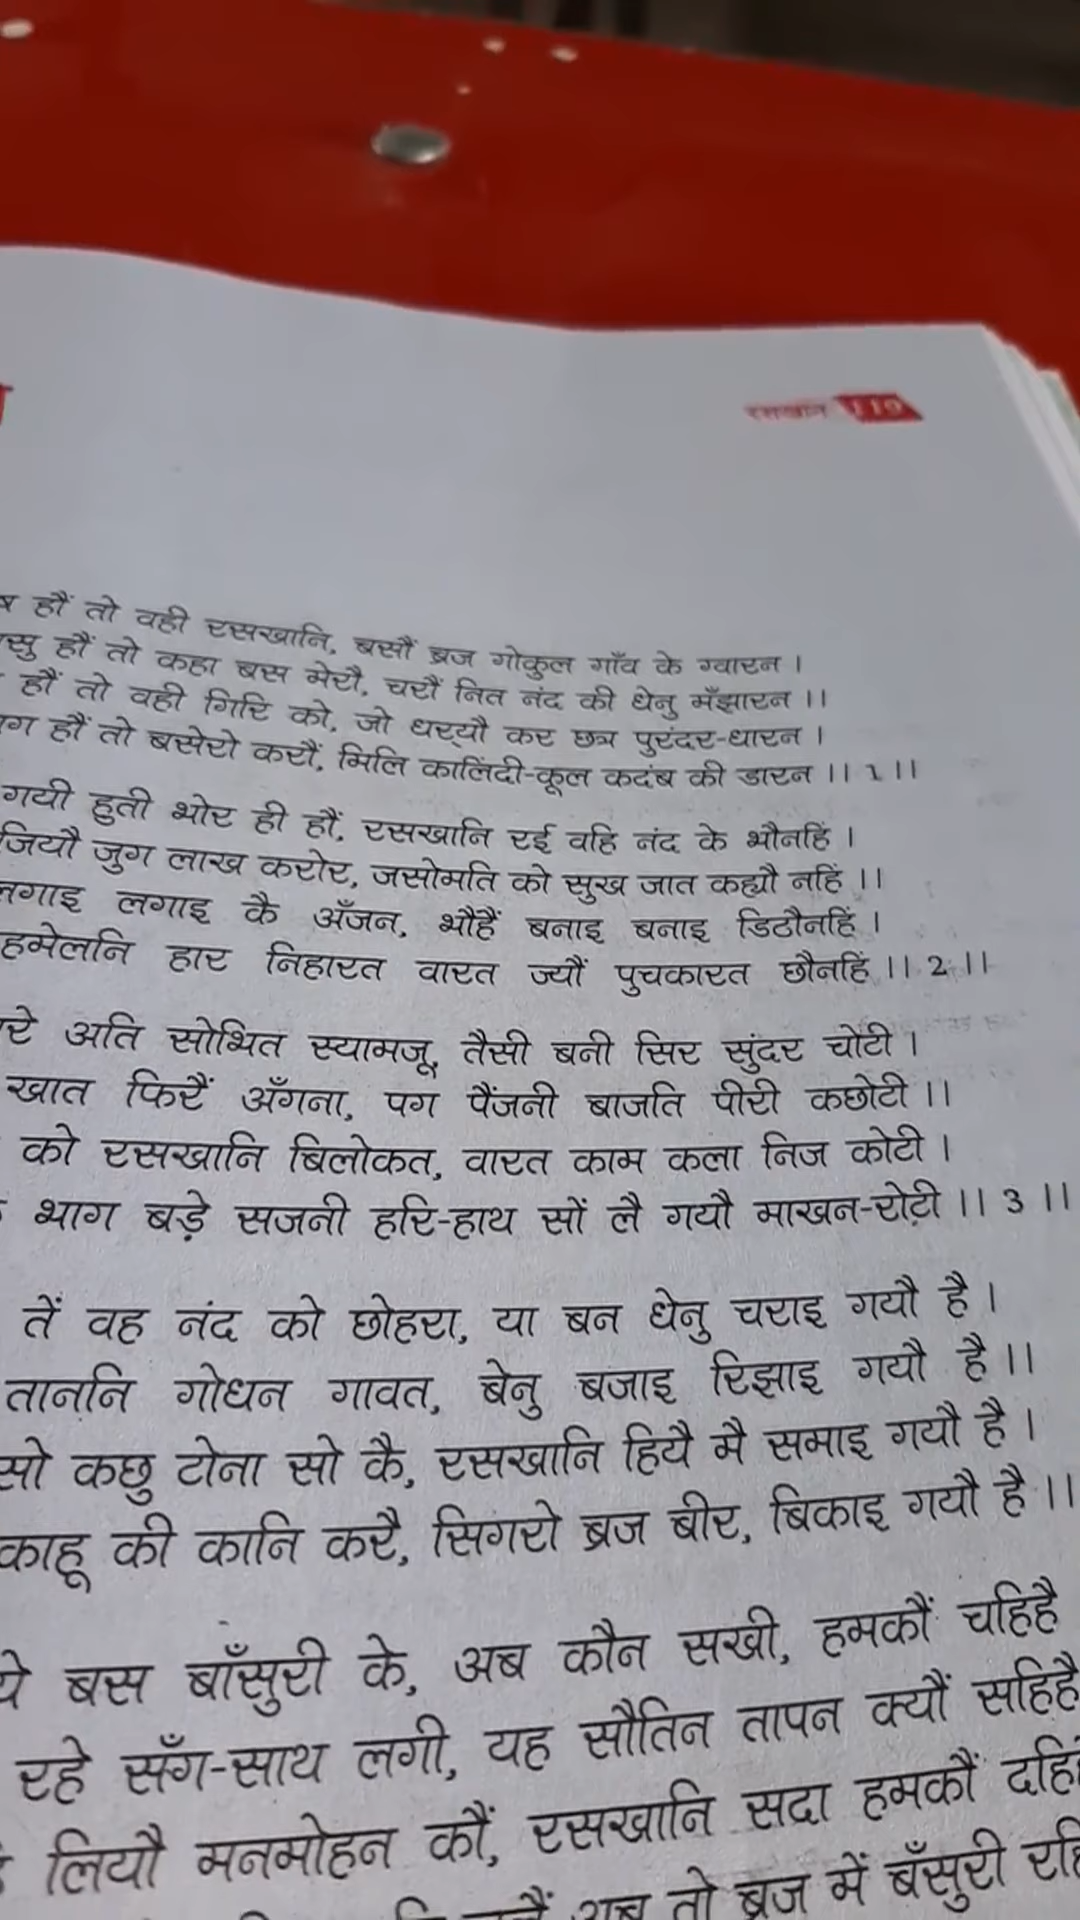 रसखान 119
हौं तो वही रसखानि, बसौं ब्रज गोकुल गाँव के ग्वारन ।
हौं तो कहा बस मेरौ, चरौं नित नंद की धेनु मँझारन ।।
हौं तो वही गिरि को, जो धर्‌यौ कर छत्र पुरंदर-धारन ।
हौं तो बसेरो करौं, मिलि कालिंदी-कूल कदंब की डारन ।। 1 ।।
गयी हुती भोर ही हौं, रसखानि रई वहि नंद के भौनहिं ।
जियौ जुग लाख करोर, जसोमति को सुख जात कह्यौ नहिं ।।
लगाइ लगाइ कै अँजन, भौहैं बनाइ बनाइ डिठौनहिं ।
हमेलनि हार निहारत वारत ज्यौं पुचकारत छौनहिं ।। 2 ।।
रे अति सोभित स्यामजू, तैसी बनी सिर सुंदर चोटी ।
खात फिरैं अँगना, पग पैंजनी बाजति पीरी कछोटी ।।
को रसखानि बिलोकत, वारत काम कला निज कोटी ।
भाग बड़े सजनी हरि-हाथ सों लै गयौ माखन-रोटी ।। 3 ।।
तें वह नंद को छोहरा, या बन धेनु चराइ गयौ है ।
ताननि गोधन गावत, बेनु बजाइ रिझाइ गयौ है ।।
सो कछु टोना सो कै, रसखानि हियै मै समाइ गयौ है ।
काहू की कानि करै, सिगरो ब्रज बीर, बिकाइ गयौ है ।।
ये बस बाँसुरी के, अब कौन सखी, हमकौं चहिहै
रहे सँग-साथ लगी, यह सौतिन तापन क्यौं सहिहै
लियौ मनमोहन कौं, रसखानि सदा हमकौं दहि
अब तो ब्रज में बँसुरी रहि